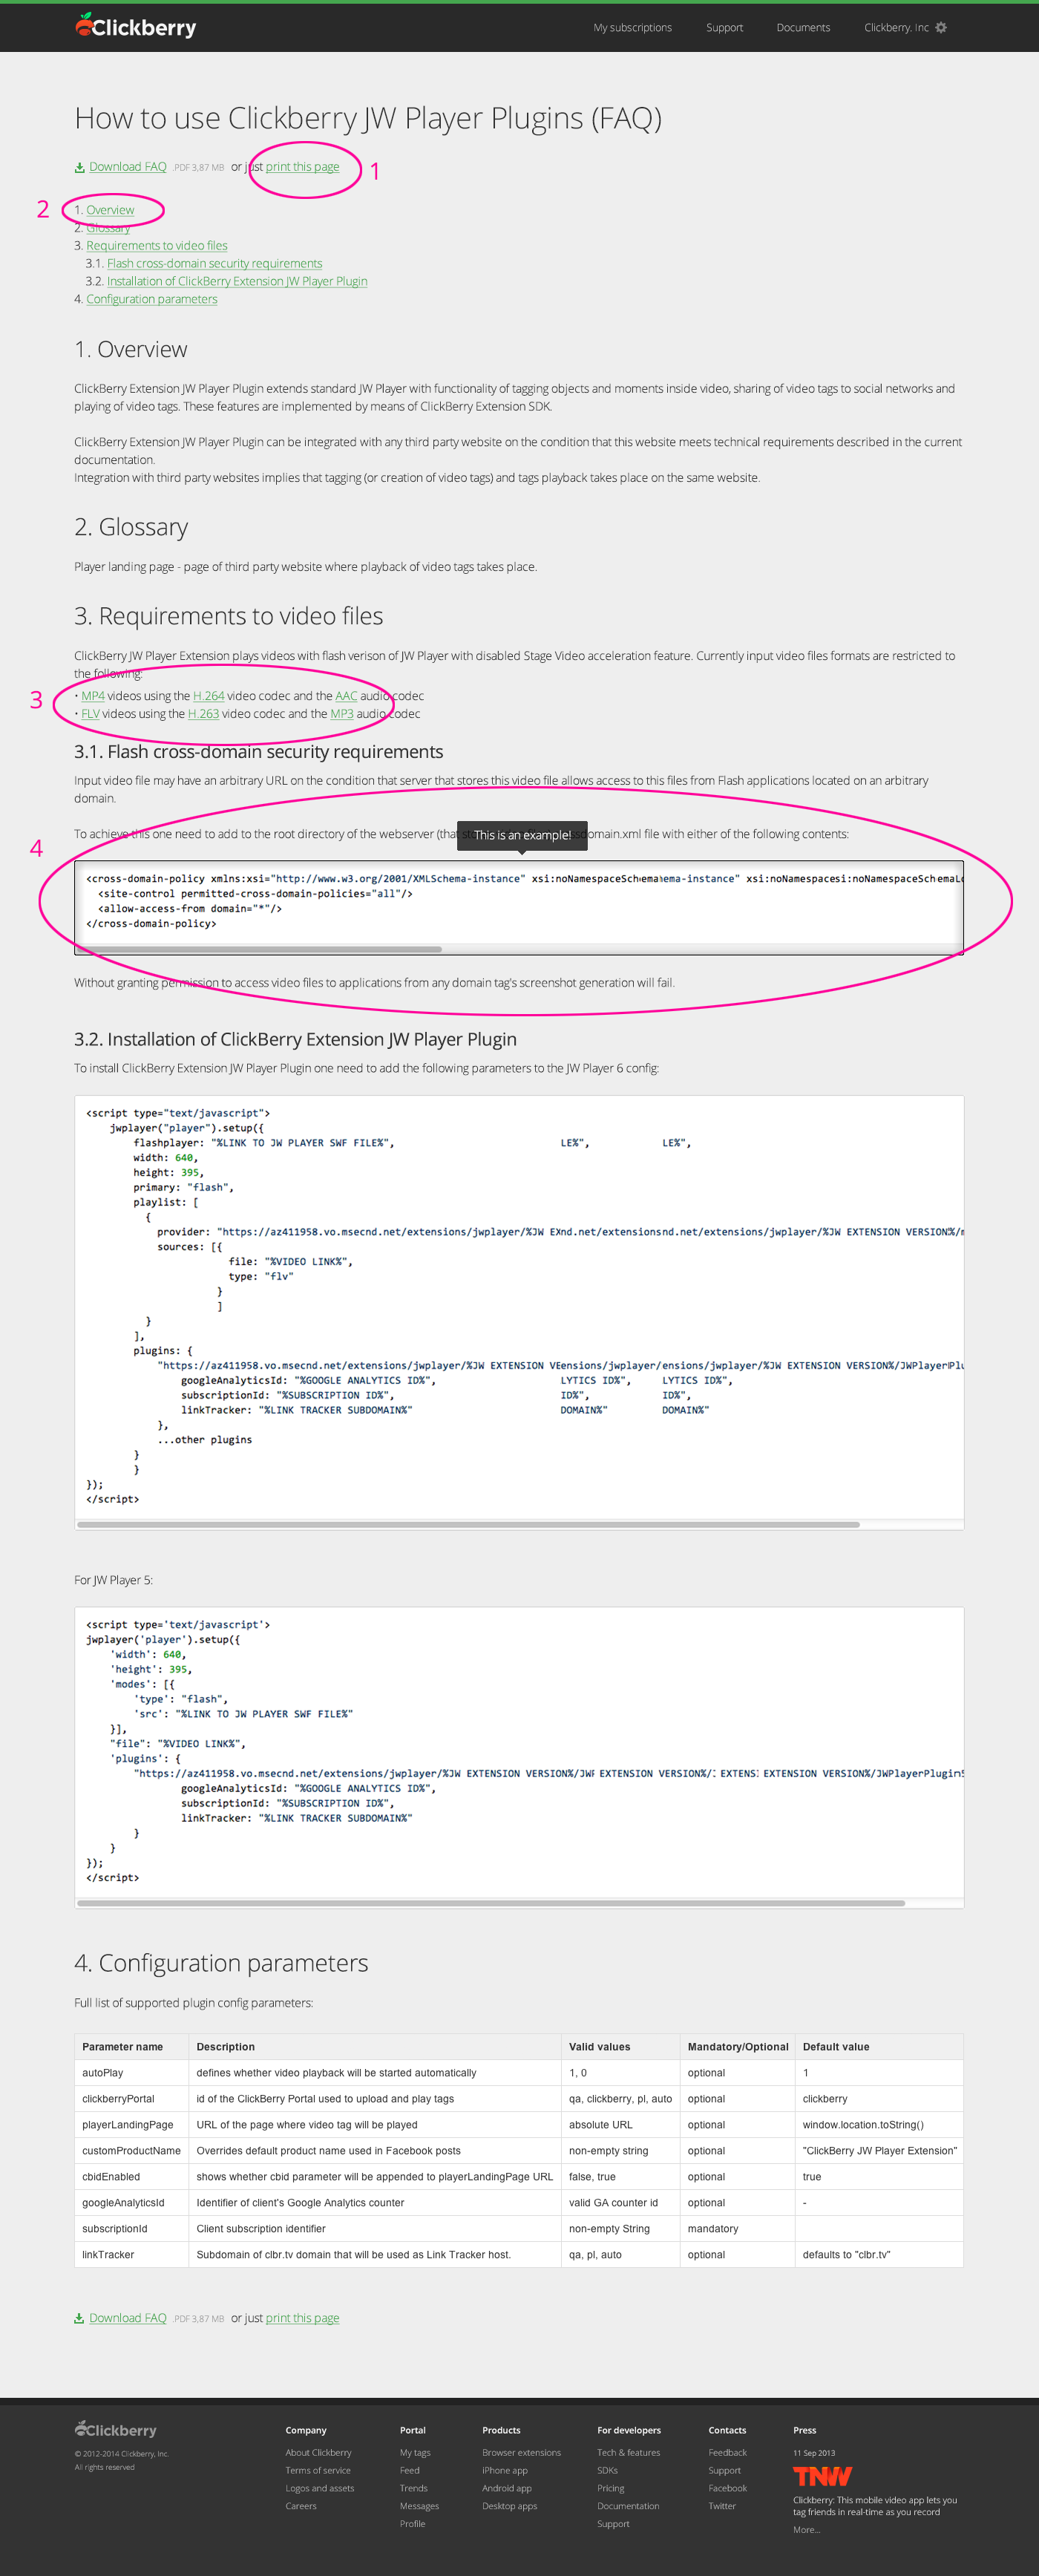 Clickberry
My subscriptions Support Documents Clickberry. Inc
How to use Clickberry JW Player Plugins (FAQ)
Download FAQ .PDF 3,87 MB or just print this page 1
2 1. Overview
2. Glossary
3. Requirements to video files
3.1. Flash cross-domain security requirements
3.2. Installation of ClickBerry Extension JW Player Plugin
4. Configuration parameters
1. Overview
ClickBerry Extension JW Player Plugin extends standard JW Player with functionality of tagging objects and moments inside video, sharing of video tags to social networks and
playing of video tags. These features are implemented by means of ClickBerry Extension SDK.
ClickBerry Extension JW Player Plugin can be integrated with any third party website on the condition that this website meets technical requirements described in the current
documentation.
Integration with third party websites implies that tagging (or creation of video tags) and tags playback takes place on the same website.
2. Glossary
Player landing page - page of third party website where playback of video tags takes place.
3. Requirements to video files
ClickBerry JW Player Extension plays videos with flash verison of JW Player with disabled Stage Video acceleration feature. Currently input video files formats are restricted to
the following:
3 • MP4 videos using the H.264 video codec and the AAC audio codec
• FLV videos using the H.263 video codec and the MP3 audio codec
3.1. Flash cross-domain security requirements
Input video file may have an arbitrary URL on the condition that server that stores this video file allows access to this files from Flash applications located on an arbitrary
domain.
To achieve this one need to add to the root directory of the webserver (that This is an example! domain.xml file with either of the following contents:
4
<cross-domain-policy xmlns:xsi="http://www.w3.org/2001/XMLSchema-instance" xsi:noNamespaceSchemahema-instance" xsi:noNamespacesi:noNamespaceSchemaLo
<site-control permitted-cross-domain-policies="all"/>
<allow-access-from domain="*"/>
</cross-domain-policy>
Without granting permission to access video files to applications from any domain tag's screenshot generation will fail.
3.2. Installation of ClickBerry Extension JW Player Plugin
To install ClickBerry Extension JW Player Plugin one need to add the following parameters to the JW Player 6 config:
<script type="text/javascript">
jwplayer("player").setup({
flashplayer: "%LINK TO JW PLAYER SWF FILE%", LE%", LE%",
width: 640,
height: 395,
primary: "flash",
playlist: [
{
provider: "https://az411958.vo.msecnd.net/extensions/jwplayer/%JW EXnd.net/extensionsnd.net/extensions/jwplayer/%JW EXTENSION VERSION%/
sources: [{
file: "%VIDEO LINK%",
type: "flv"
}
]
}
],
plugins: {
"https://az411958.vo.msecnd.net/extensions/jwplayer/%JW EXTENSION VEensions/jwplayer/ensions/jwplayer/%JW EXTENSION VERSION%/JWPlayerPlu
googleAnalyticsId: "%GOOGLE ANALYTICS ID%", LYTICS ID%", LYTICS ID%",
subscriptionId: "%SUBSCRIPTION ID%", ID%", ID%",
linkTracker: "%LINK TRACKER SUBDOMAIN%" DOMAIN%" DOMAIN%"
},
...other plugins
}
}
});
</script>
For JW Player 5:
<script type='text/javascript'>
jwplayer('player').setup({
'width': 640,
'height': 395,
'modes': [{
'type': "flash",
'src': "%LINK TO JW PLAYER SWF FILE%"
}],
"file": "%VIDEO LINK%",
'plugins': {
"https://az411958.vo.msecnd.net/extensions/jwplayer/%JW EXTENSION VERSION%/JWF EXTENSION VERSION%/ EXTENS EXTENSION VERSION%/JWPlayerPlugin5
googleAnalyticsId: "%GOOGLE ANALYTICS ID%",
subscriptionId: "%SUBSCRIPTION ID%",
linkTracker: "%LINK TRACKER SUBDOMAIN%"
}
}
});
</script>
4. Configuration parameters
Full list of supported plugin config parameters:
Parameter name Description Valid values Mandatory/Optional Default value
autoPlay defines whether video playback will be started automatically 1, 0 optional 1
clickberryPortal id of the ClickBerry Portal used to upload and play tags qa, clickberry, pl, auto optional clickberry
playerLandingPage URL of the page where video tag will be played absolute URL optional window.location.toString()
customProductName Overrides default product name used in Facebook posts non-empty string optional "ClickBerry JW Player Extension"
cbidEnabled shows whether cbid parameter will be appended to playerLandingPage URL false, true optional true
googleAnalyticsId Identifier of client's Google Analytics counter valid GA counter id optional -
subscriptionId Client subscription identifier non-empty String mandatory
linkTracker Subdomain of clbr.tv domain that will be used as Link Tracker host. qa, pl, auto optional defaults to "clbr.tv"
Download FAQ .PDF 3,87 MB or just print this page
Clickberry
© 2012-2014 Clickberry, Inc.
All rights reserved
Company
About Clickberry
Terms of service
Logos and assets
Careers
Portal
My tags
Feed
Trends
Messages
Profile
Products
Browser extensions
iPhone app
Android app
Desktop apps
For developers
Tech & features
SDKs
Pricing
Documentation
Support
Contacts
Feedback
Support
Facebook
Twitter
Press
11 Sep 2013
TNW
Clickberry: This mobile video app lets you
tag friends in real-time as you record
More...